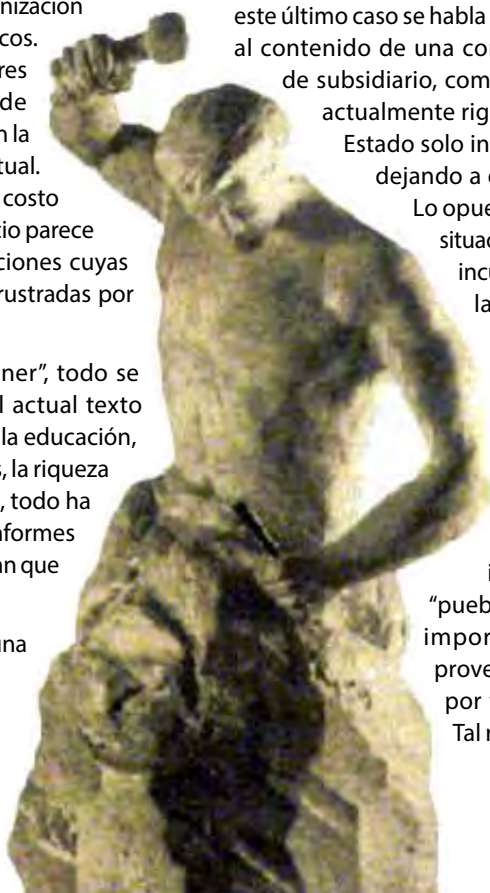 nización
cos.
res
de
n la
tual.
costo
cio parece
ciones cuyas
rustradas por
ner”, todo se
l actual texto
la educación,
s, la riqueza
, todo ha
nformes
an que
una
este último caso se habla
al contenido de una co
de subsidiario, com
actualmente rig
Estado solo in
dejando a
Lo opue
situac
incu
la
i
“pueb
impor
prove
por
Tal